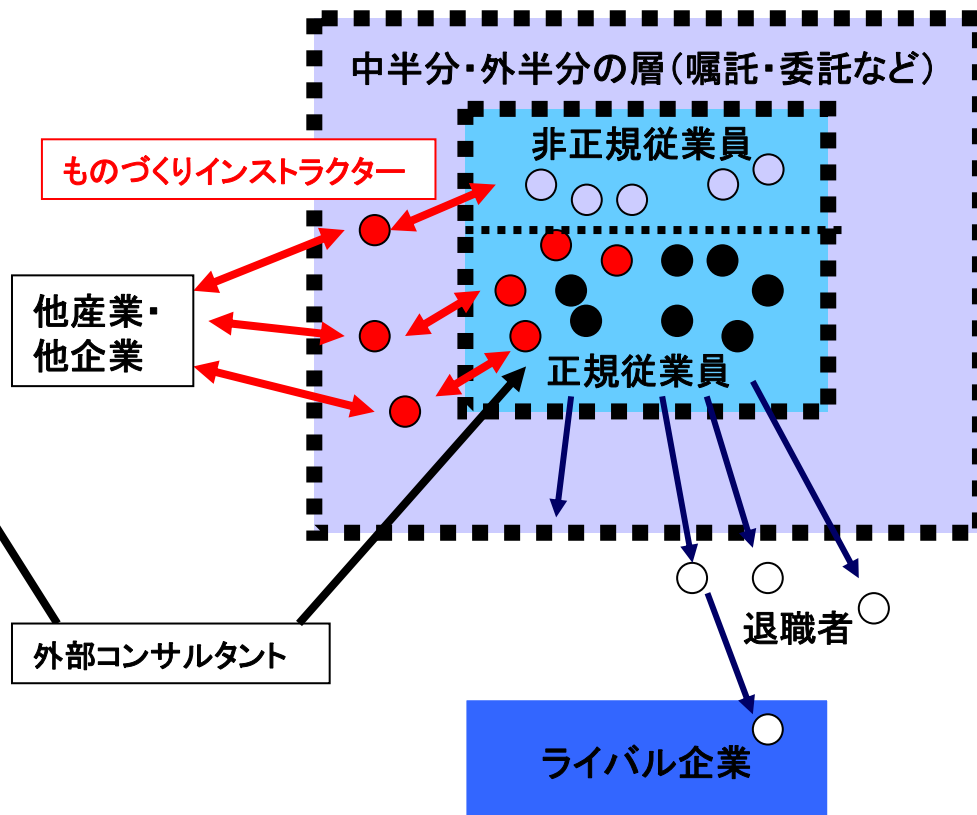 中半分・外半分の層（嘱託・委託など）
非正規従業員
ものづくりインストラクター
他産業・
他企業
正規従業員
退職者
外部コンサルタント
ライバル企業